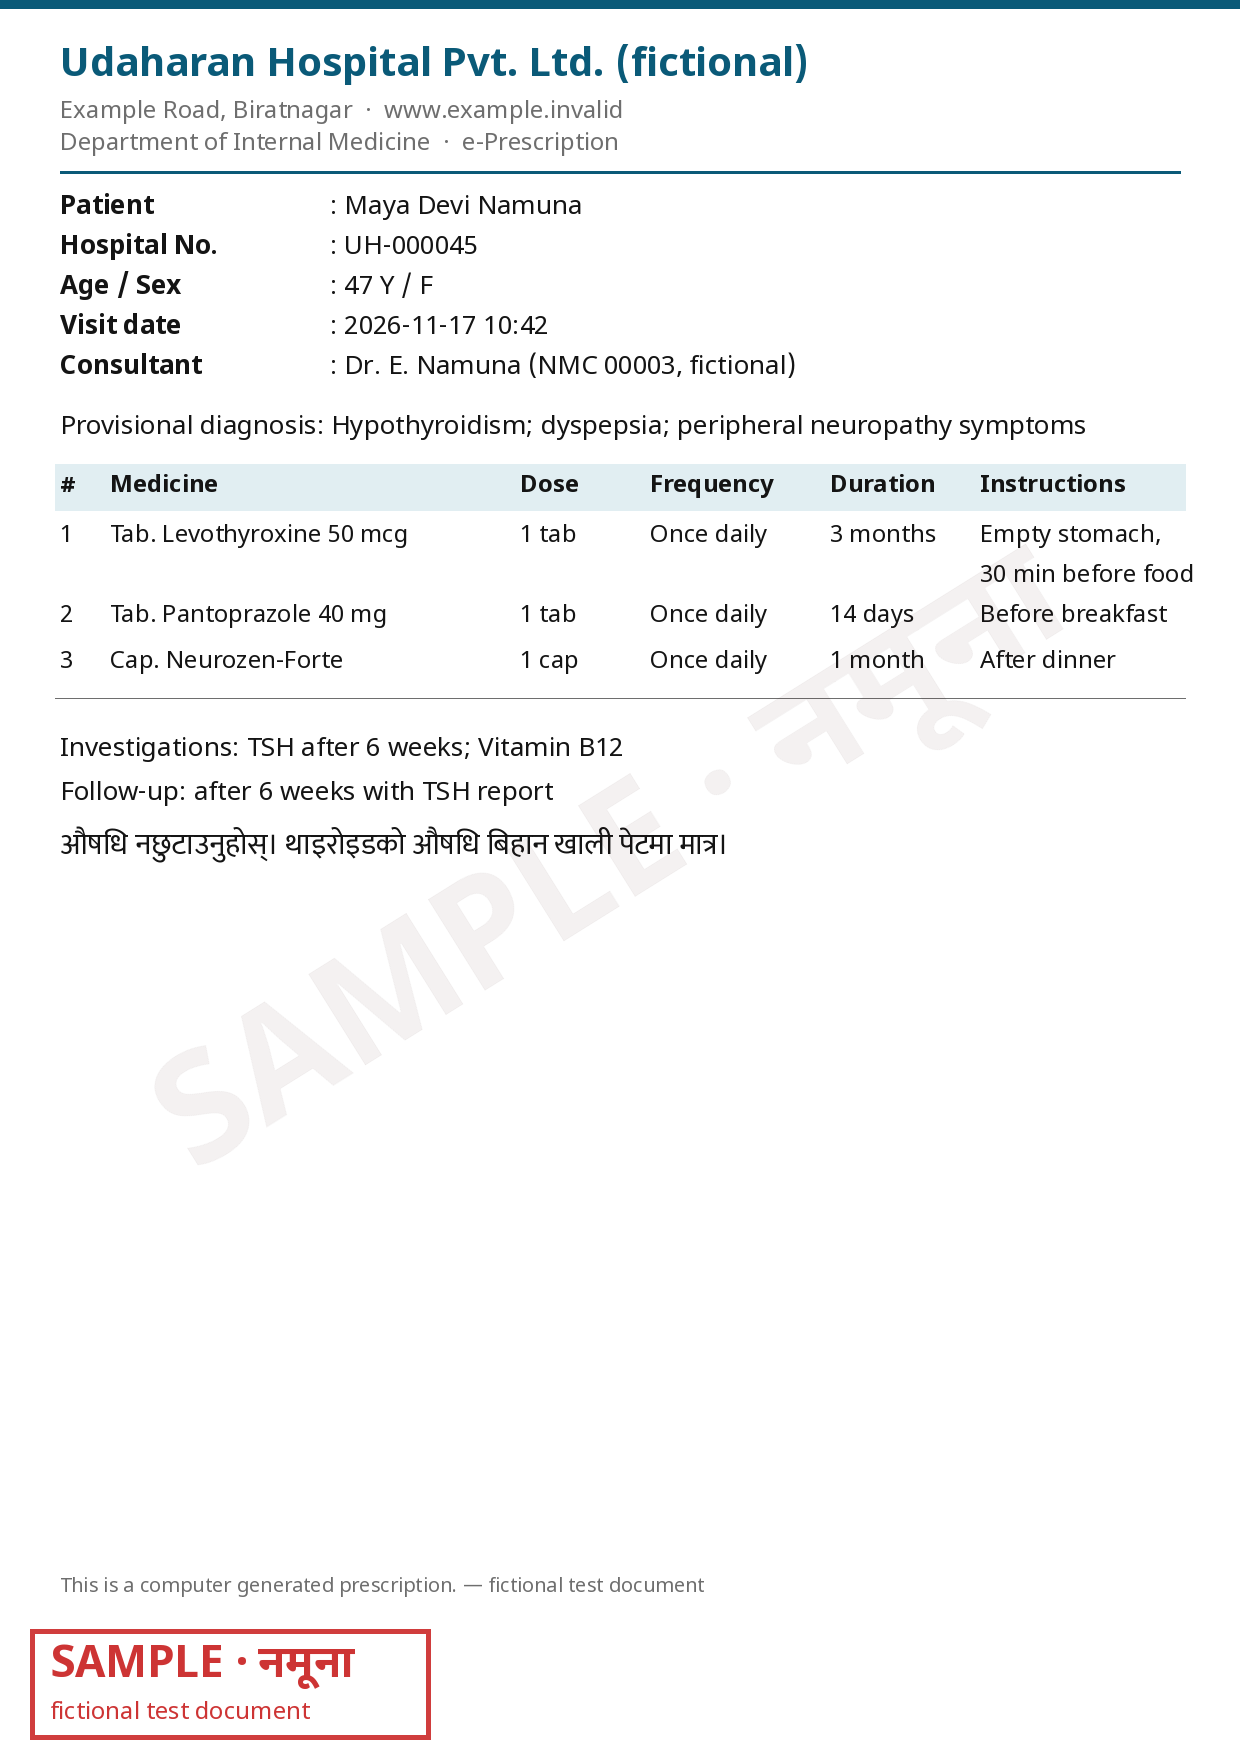 Udaharan Hospital Pvt. Ltd. (fictional)
Example Road, Biratnagar · www.example.invalid
Department of Internal Medicine · e-Prescription
Patient : Maya Devi Namuna
Hospital No. : UH-000045
Age / Sex : 47 Y / F
Visit date : 2026-11-17 10:42
Consultant : Dr. E. Namuna (NMC 00003, fictional)
Provisional diagnosis: Hypothyroidism; dyspepsia; peripheral neuropathy symptoms
# Medicine Dose Frequency Duration Instructions
1 Tab. Levothyroxine 50 mcg 1 tab Once daily 3 months Empty stomach,
30 min before food
2 Tab. Pantoprazole 40 mg 1 tab Once daily 14 days Before breakfast
3 Cap. Neurozen-Forte 1 cap Once daily 1 month After dinner
Investigations: TSH after 6 weeks; Vitamin B12
Follow-up: after 6 weeks with TSH report
औषधि नछुटाउनुहोस्। थाइरोइडको औषधि बिहान खाली पेटमा मात्र।
SAMPLE · नमूना
This is a computer generated prescription. — fictional test document
SAMPLE · नमूना
fictional test document